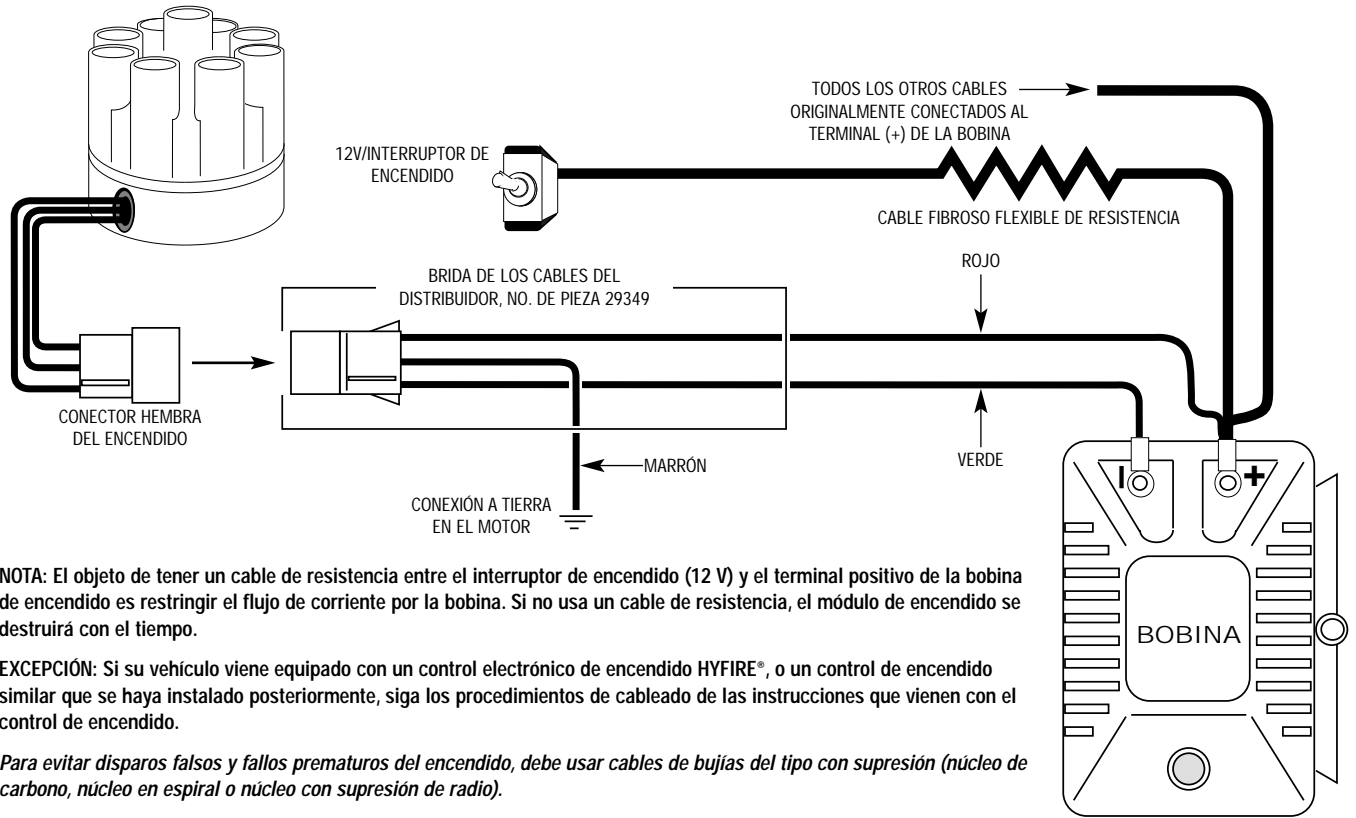 TODOS LOS OTROS CABLES
ORIGINALMENTE CONECTADOS AL
TERMINAL (+) DE LA BOBINA
12V/INTERRUPTOR DE
ENCENDIDO
CABLE FIBROSO FLEXIBLE DE RESISTENCIA
ROJO
BRIDA DE LOS CABLES DEL
DISTRIBUIDOR, NO. DE PIEZA 29349
CONECTOR HEMBRA
DEL ENCENDIDO
MARRÓN
VERDE
CONEXIÓN A TIERRA
EN EL MOTOR
+
BOBINA
NOTA: El objeto de tener un cable de resistencia entre el interruptor de encendido (12 V) y el terminal positivo de la bobina
de encendido es restringir el flujo de corriente por la bobina. Si no usa un cable de resistencia, el módulo de encendido se
destruirá con el tiempo.
EXCEPCIÓN: Si su vehículo viene equipado con un control electrónico de encendido HYFIRE®, o un control de encendido
similar que se haya instalado posteriormente, siga los procedimientos de cableado de las instrucciones que vienen con el
control de encendido.
Para evitar disparos falsos y fallos prematuros del encendido, debe usar cables de bujías del tipo con supresión (núcleo de
carbono, núcleo en espiral o núcleo con supresión de radio).